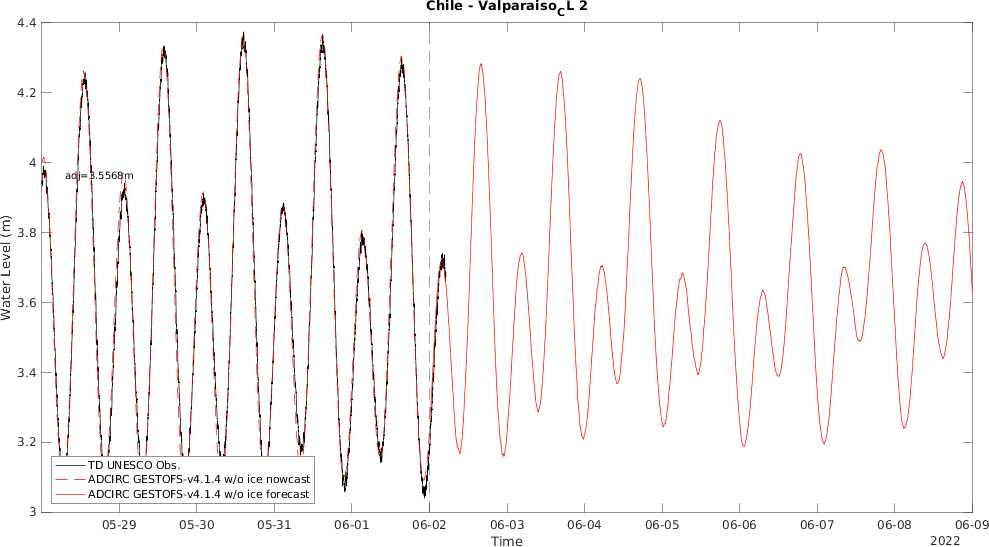 Chile - Valparaiso_CL 2
Water Level (m)
4.4
4.2
4
3.8
3.6
3.4
3.2
3
adj=3.5568m
TD UNESCO Obs.
ADCIRC GESTOFS-v4.1.4 w/o ice nowcast
ADCIRC GESTOFS-v4.1.4 w/o ice forecast
05-29 05-30 05-31 06-01 06-02 06-03 06-04 06-05 06-06 06-07 06-08 06-09
Time
2022